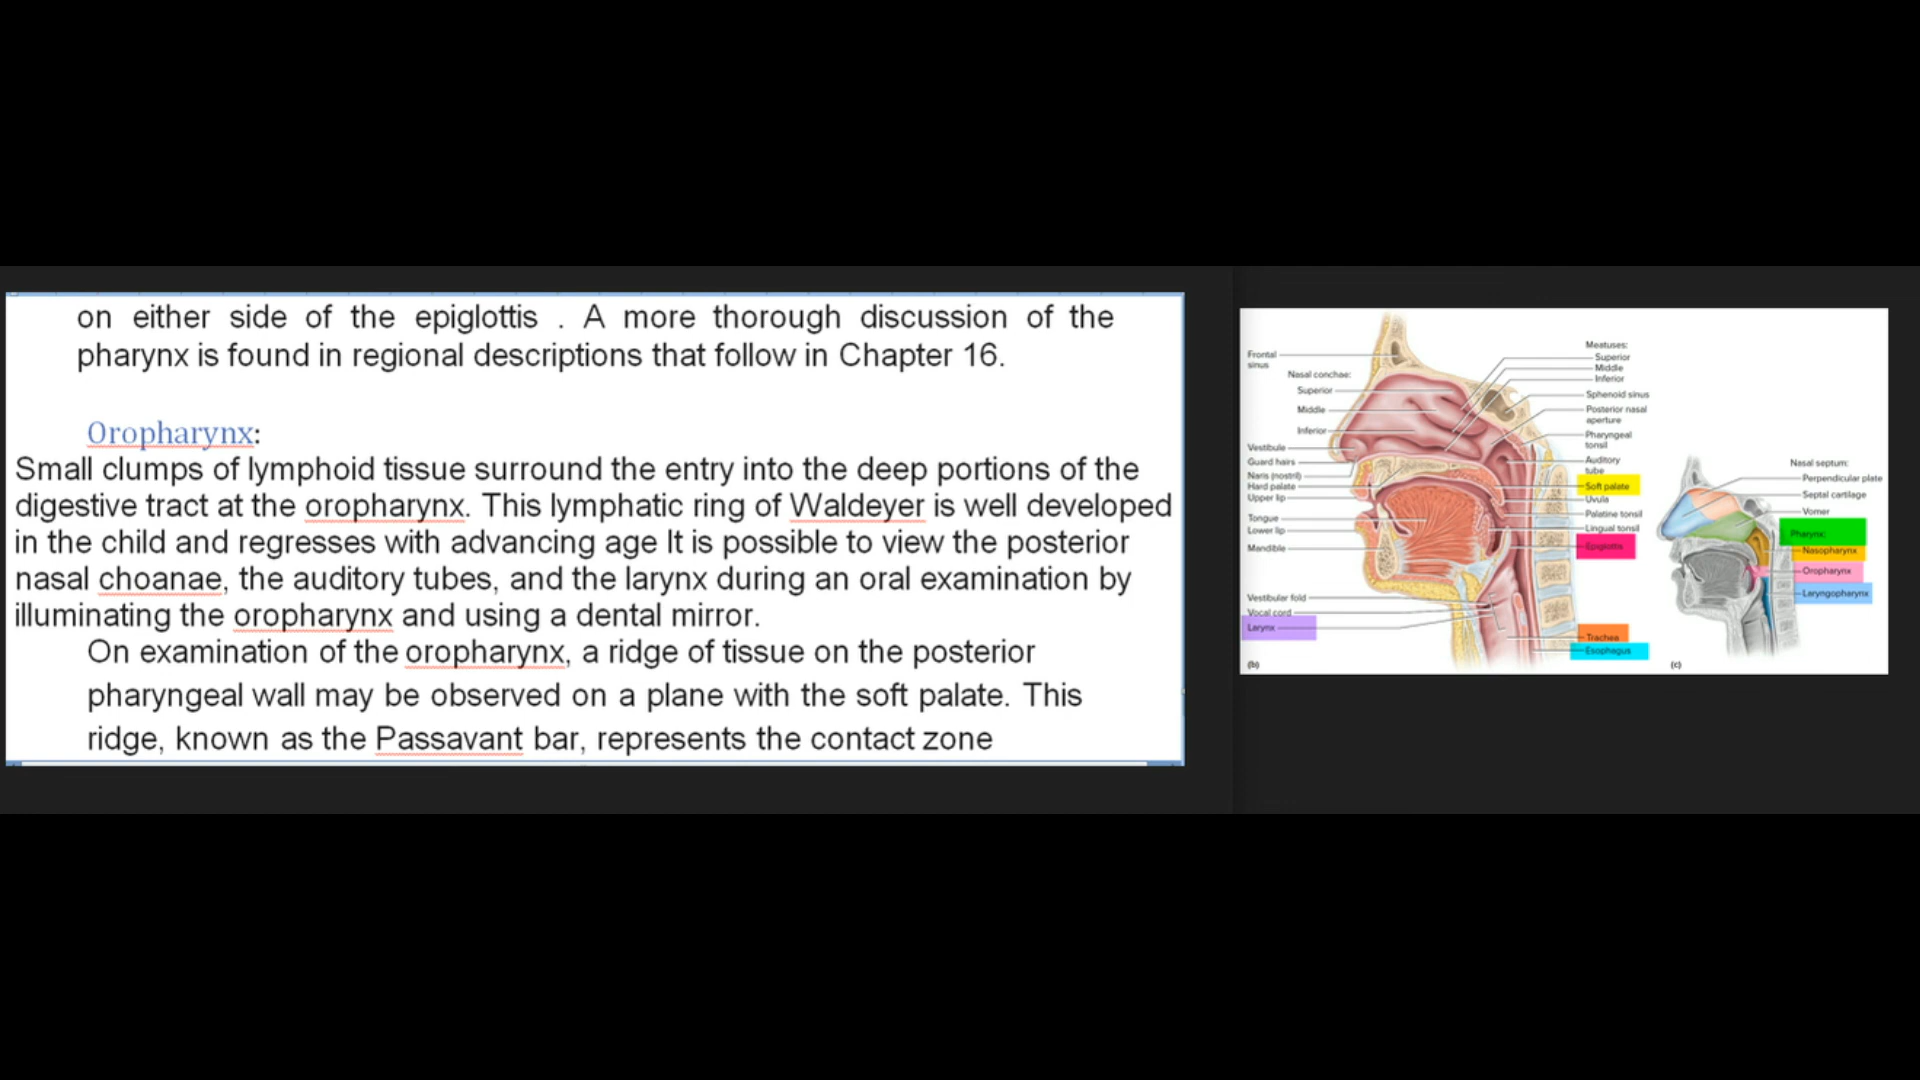 on either side of the epiglottis . A more thorough discussion of the
pharynx is found in regional descriptions that follow in Chapter 16.
Oropharynx:
Small clumps of lymphoid tissue surround the entry into the deep portions of the
digestive tract at the oropharynx. This lymphatic ring of Waldeyer is well developed
in the child and regresses with advancing age It is possible to view the posterior
nasal choanae, the auditory tubes, and the larynx during an oral examination by
illuminating the oropharynx and using a dental mirror.
On examination of the oropharynx, a ridge of tissue on the posterior
pharyngeal wall may be observed on a plane with the soft palate. This
ridge, known as the Passavant bar, represents the contact zone
Frontal
sinus
Nasal conchae:
Superior
Middle
Inferior
Vestibule
Guard hairs
Naris (nostril)
Hard palate
Upper lip
Tongue
Lower lip
Mandible
Vestibular fold
Vocal cord
Larynx
(b)
Meatuses:
Superior
Middle
Inferior
Sphenoid sinus
Posterior nasal
aperture
Pharyngeal
tonsil
Auditory
tube
Soft palate
Uvula
Palatine tonsil
Lingual tonsil
Epiglottis
Trachea
Esophagus
Nasal septum:
Perpendicular plate
Septal cartilage
Vomer
Pharynx:
Nasopharynx
Oropharynx
Laryngopharynx
(c)